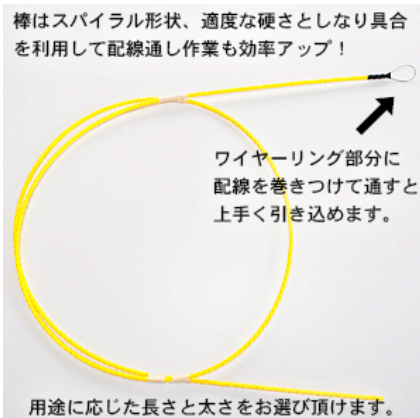 棒はスパイラル形状、適度な硬さとしなり具合
を利用して配線通し作業も効率アップ！
ワイヤーリング部分に
配線を巻きつけて通すと
上手く引き込めます。
用途に応じた長さと太さをお選び頂けます。